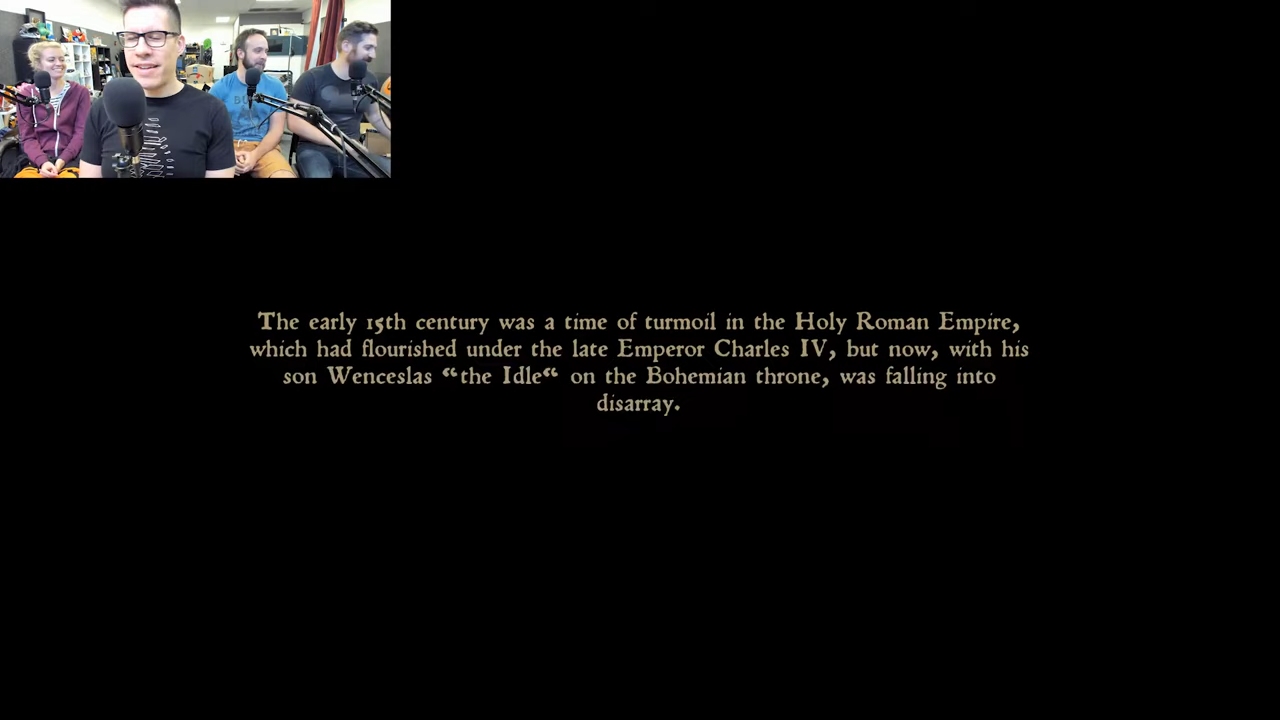 The early 15th century was a time of turmoil in the Holy Roman Empire,
which had flourished under the late Emperor Charles IV, but now, with his
son Wenceslas “the Idle“ on the Bohemian throne, was falling into
disarray.